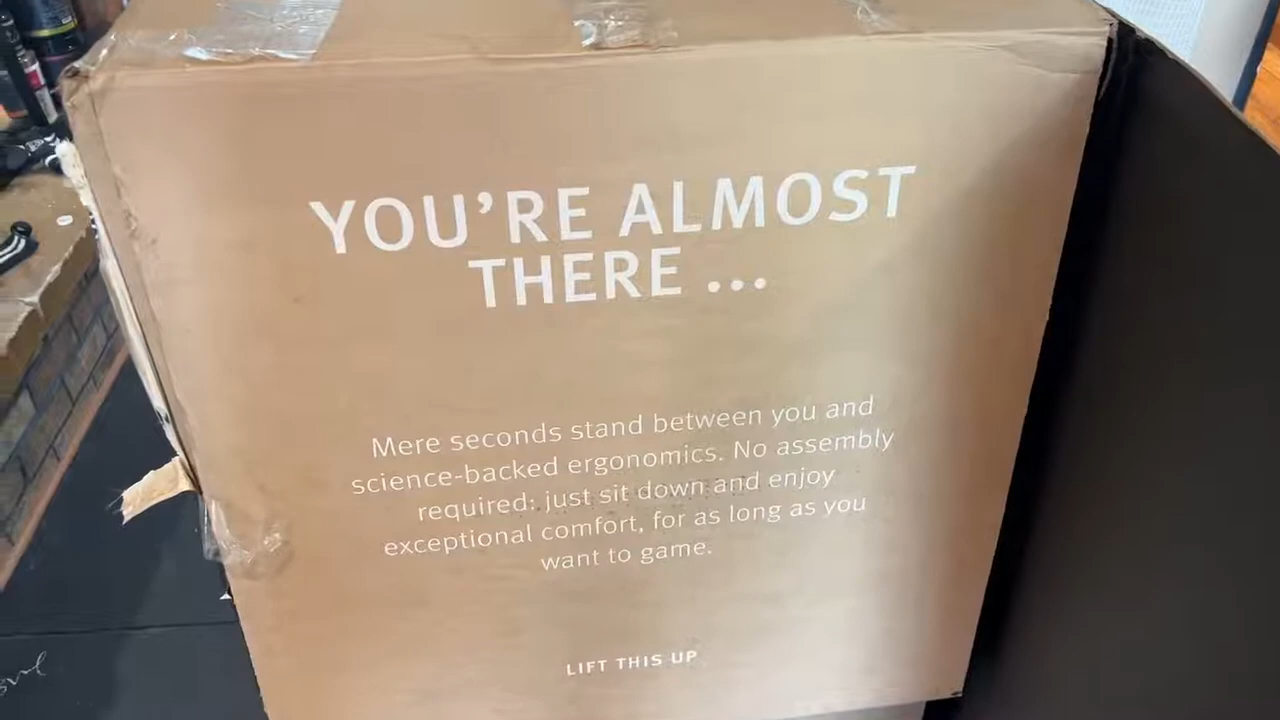 YOU'RE ALMOST
THERE ...
Mere seconds stand between you and
science-backed ergonomics. No assembly
required: just sit down and enjoy
exceptional comfort, for as long as you
want to game.
LIFT THIS UP